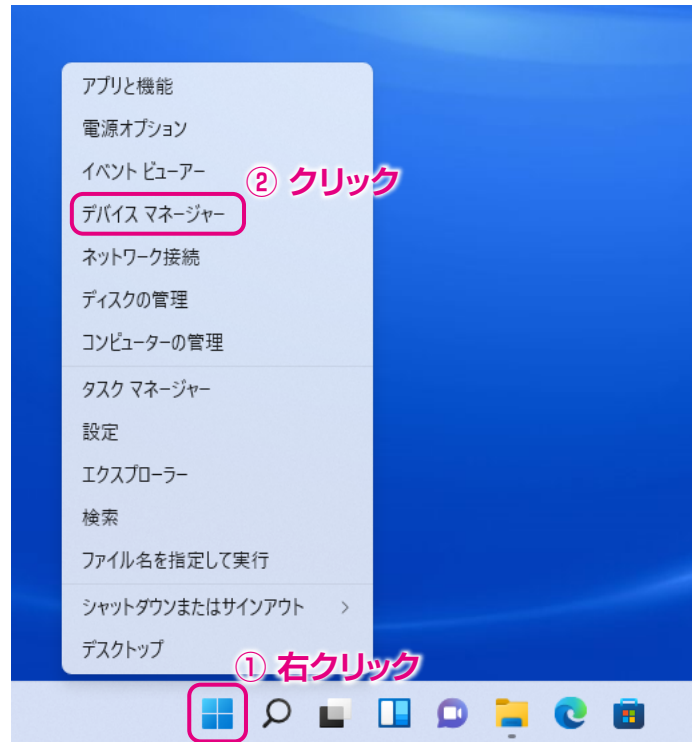 アプリと機能
電源オプション
イベント ビューアー
② クリック
デバイス マネージャー
ネットワーク接続
ディスクの管理
コンピューターの管理
タスク マネージャー
設定
エクスプローラー
検索
ファイル名を指定して実行
シャットダウンまたはサインアウト >
デスクトップ
① 右クリック